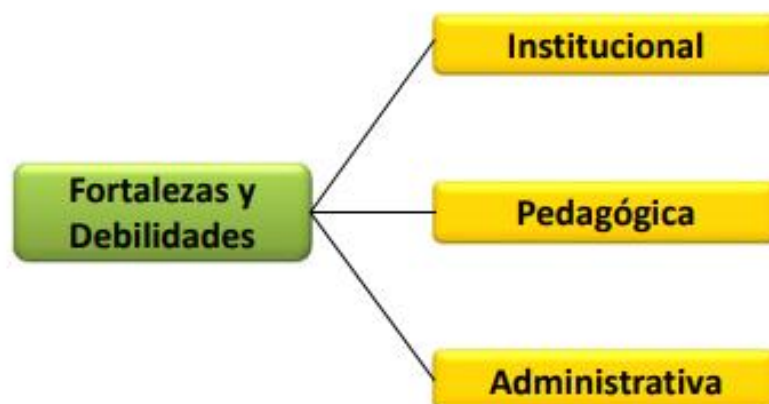 Institucional
Fortalezas y
Debilidades
Pedagógica
Administrativa